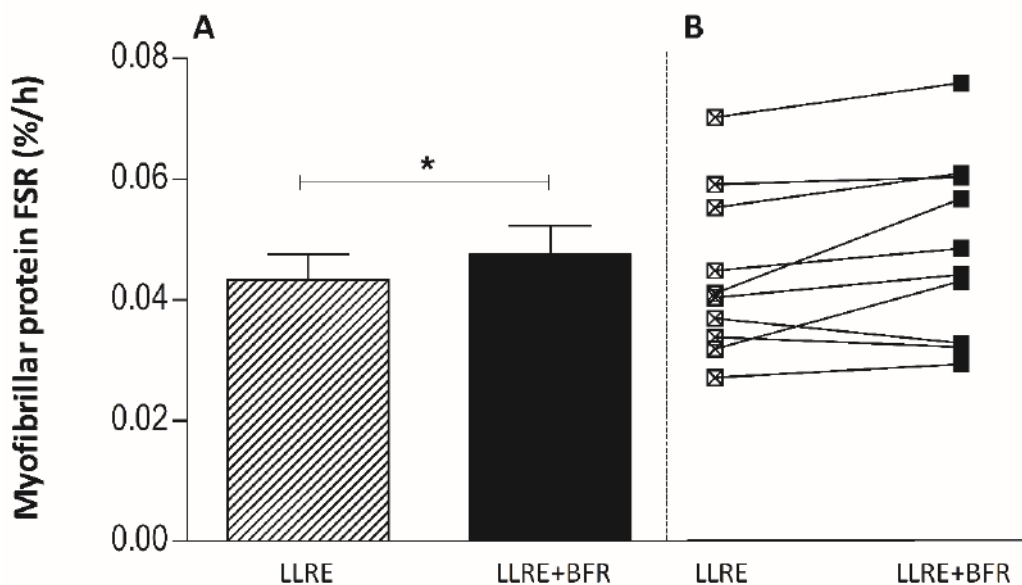 A
B
Myofibrillar protein FSR (%/h)
0.08
0.06
0.04
0.02
0.00
*
LLRE
LLRE+BFR
LLRE
LLRE+BFR